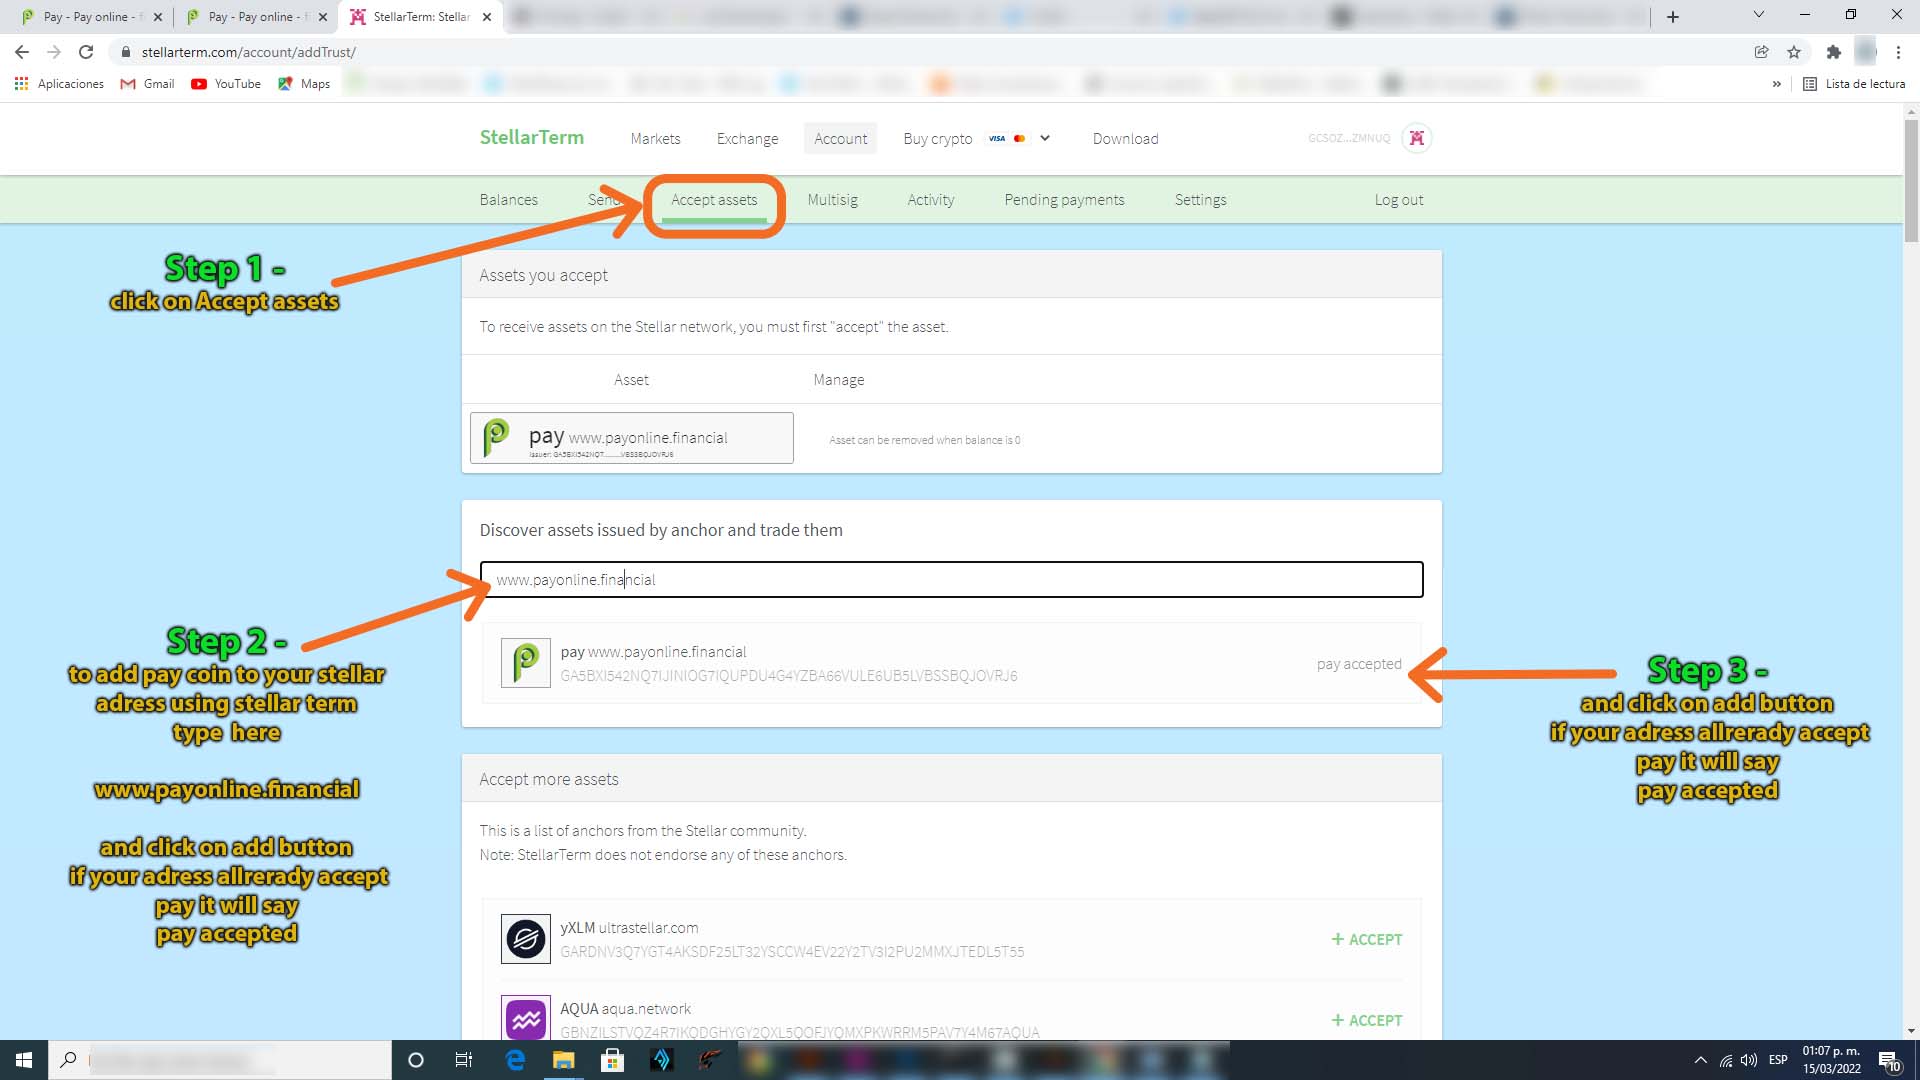 Pay - Pay online - f
Pay - Pay online - f
StellarTerm: Stellar
stellarterm.com/account/addTrust/
Aplicaciones
Gmail
YouTube
Maps
»
Lista de lectura
StellarTerm
Markets
Exchange
Account
Buy crypto
VISA
Download
GCSOZ...ZMNUQ
Balances
Send
Accept assets
Multisig
Activity
Pending payments
Settings
Log out
Step 1 -
click on Accept assets
Assets you accept
To receive assets on the Stellar network, you must first "accept" the asset.
Asset
Manage
pay www.payonline.financial
Issuer: GA5BXI542NQ7..........VBSSBQJOVRJ6
Asset can be removed when balance is 0
Discover assets issued by anchor and trade them
www.payonline.financial
Step 2 -
to add pay coin to your stellar
adress using stellar term
type here
www.payonline.financial
and click on add button
if your adress allrerady accept
pay it will say
pay accepted
pay www.payonline.financial
GA5BXI542NQ7IJINIOG7IQUPDU4G4YZBA66VULE6UB5LVBSSBQJOVRJ6
pay accepted
Step 3 -
and click on add button
if your adress allrerady accept
pay it will say
pay accepted
Accept more assets
This is a list of anchors from the Stellar community.
Note: StellarTerm does not endorse any of these anchors.
yXLM ultrastellar.com
GARDNV3Q7YGT4AKSDF25LT32YSCCW4EV22Y2TV3I2PU2MMXJTEDL5T55
+ ACCEPT
AQUA aqua.network
GBNZILSTVQZ4R7IKQDGHYGY2QXL5QOFJYQMXPKWRRM5PAV7Y4M67AQUA
+ ACCEPT
ESP
01:07 p. m.
15/03/2022
10